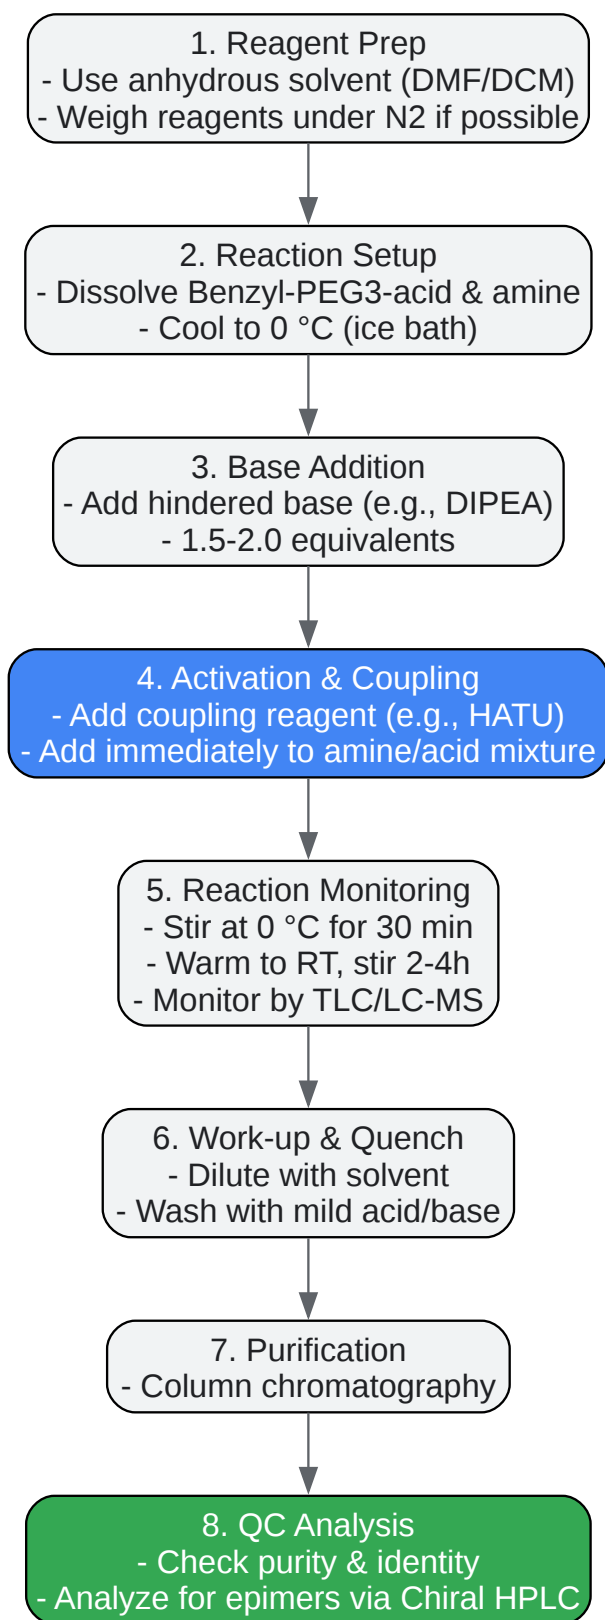 1. Reagent Prep
- Use anhydrous solvent (DMF/DCM)
- Weigh reagents under N2 if possible
2. Reaction Setup
- Dissolve Benzyl-PEG3-acid & amine
- Cool to 0 °C (ice bath)
3. Base Addition
- Add hindered base (e.g., DIPEA)
- 1.5-2.0 equivalents
4. Activation & Coupling
- Add coupling reagent (e.g., HATU)
- Add immediately to amine/acid mixture
5. Reaction Monitoring
- Stir at 0 °C for 30 min
- Warm to RT, stir 2-4h
- Monitor by TLC/LC-MS
6. Work-up & Quench
- Dilute with solvent
- Wash with mild acid/base
7. Purification
- Column chromatography
8. QC Analysis
- Check purity & identity
- Analyze for epimers via Chiral HPLC